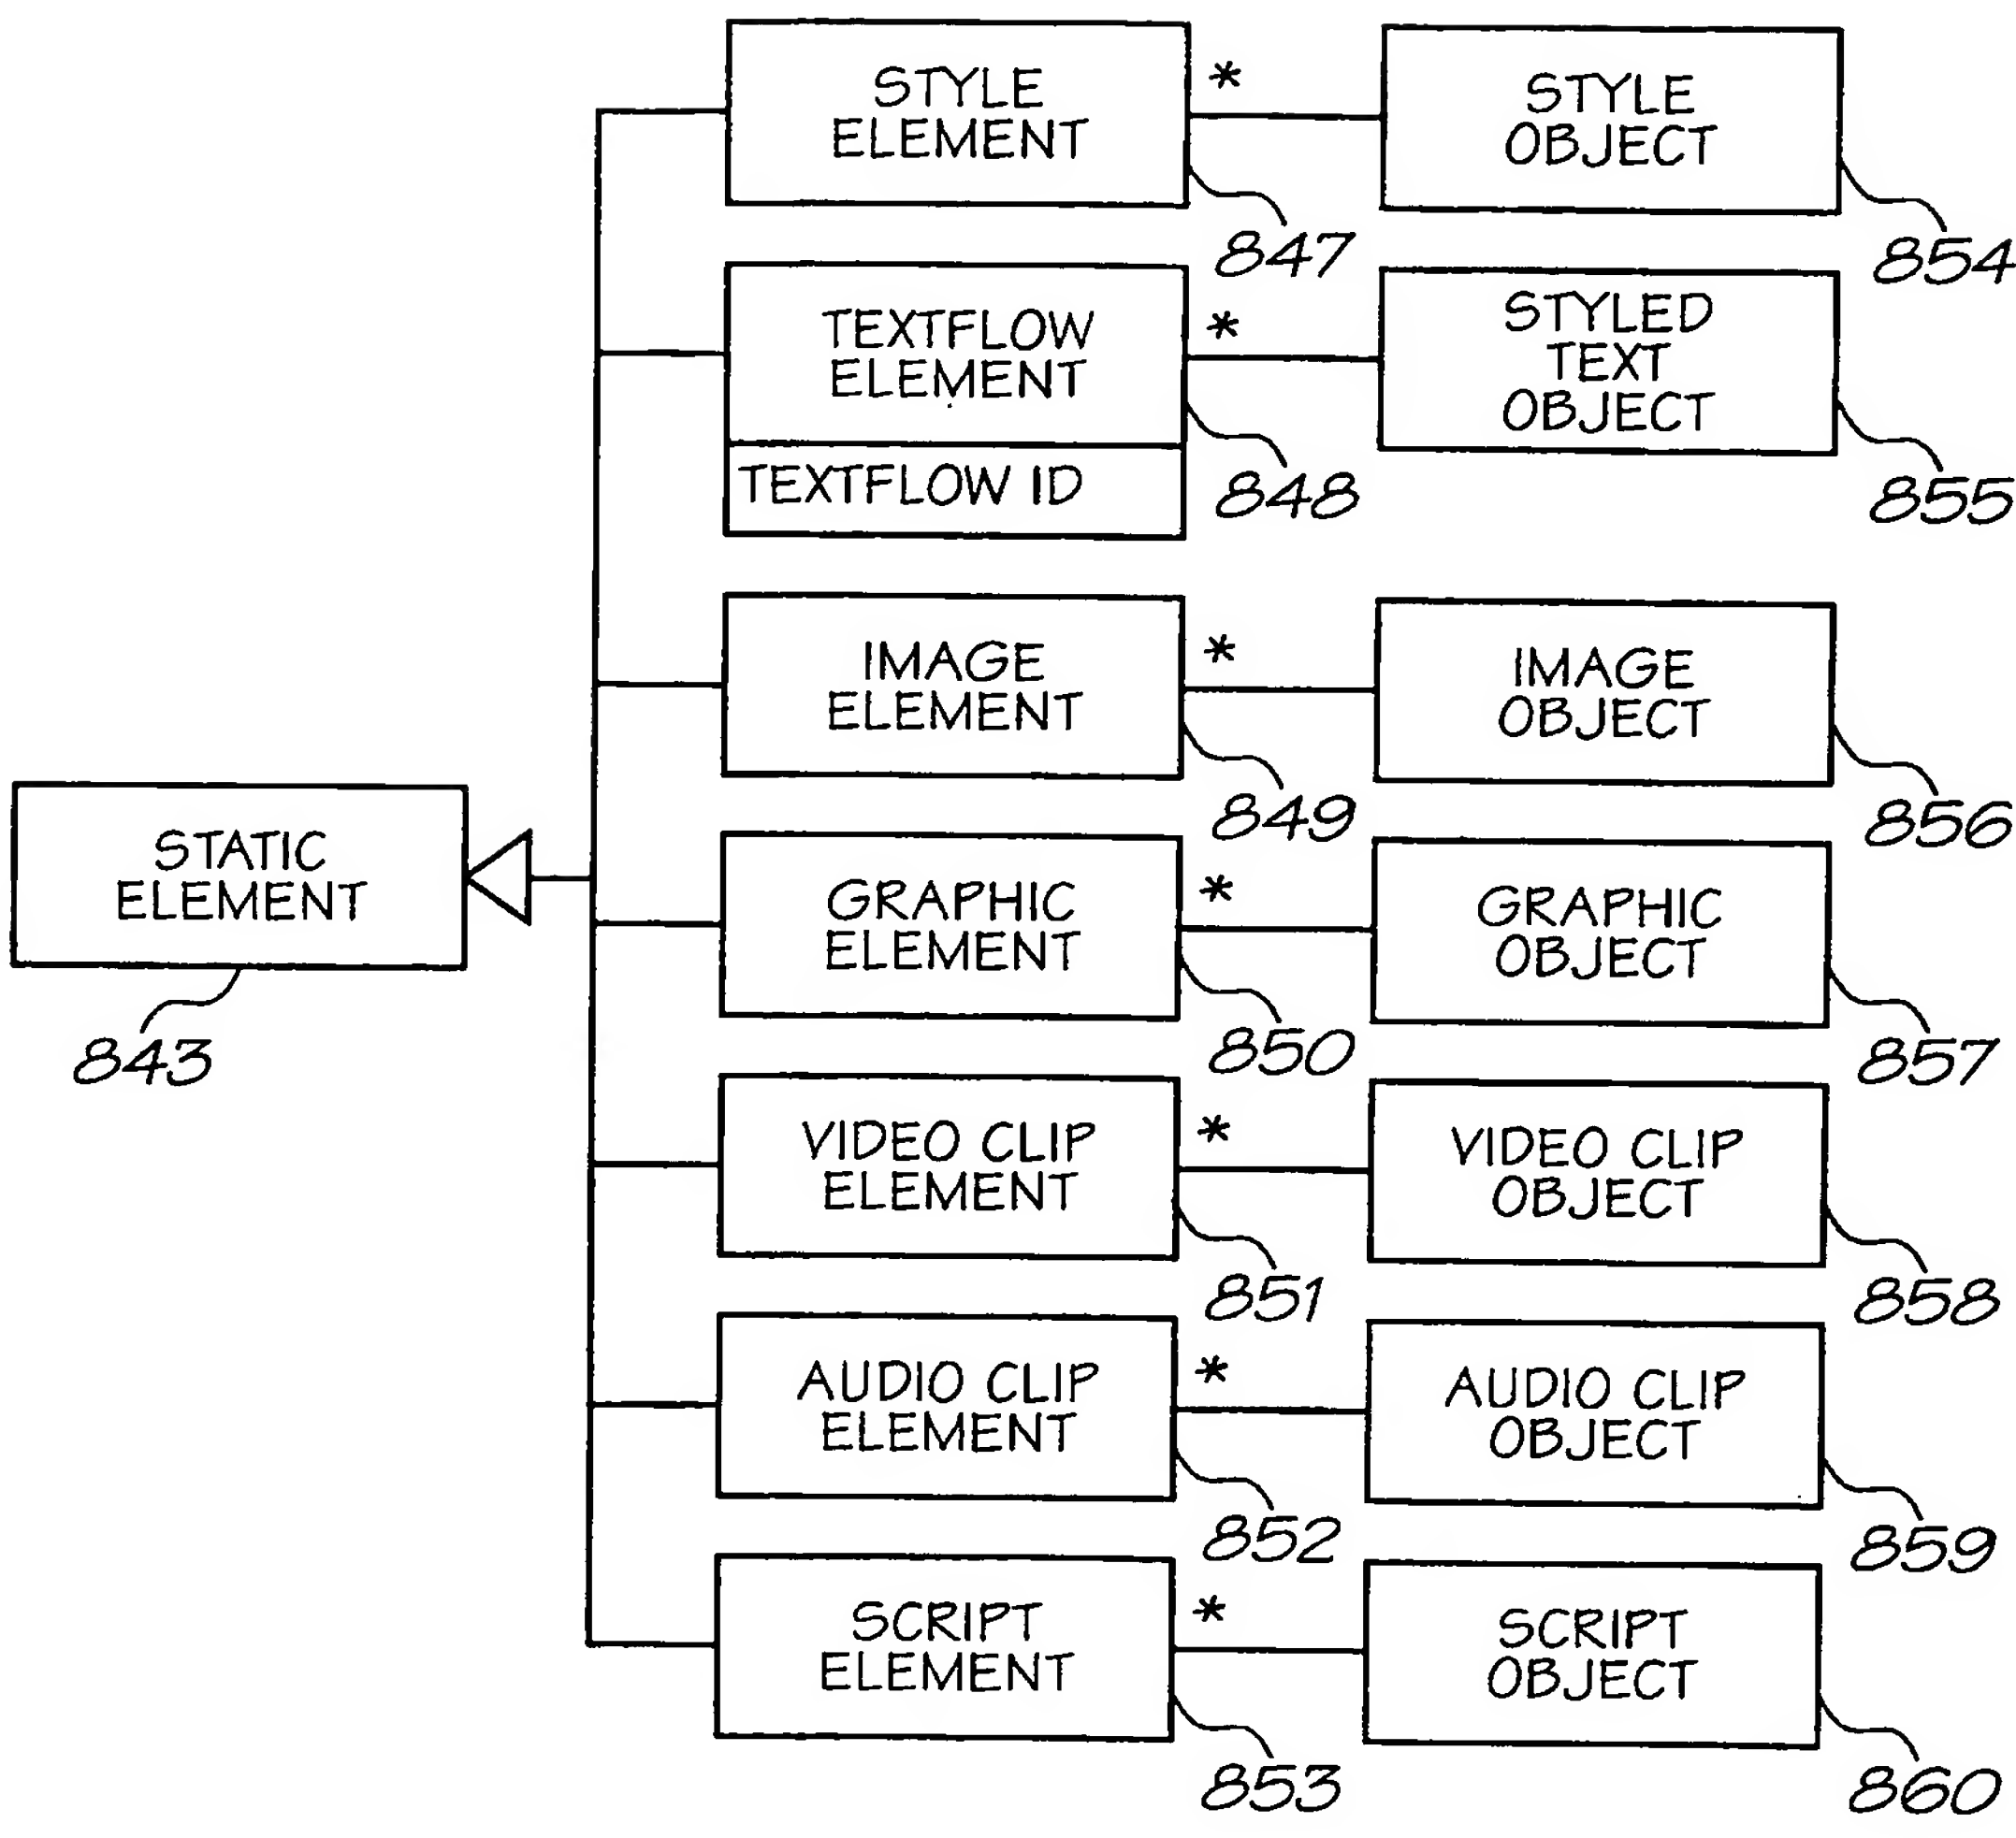 STYLE
ELEMENT
*
STYLE
OBJECT
847
854
TEXTFLOW
ELEMENT
TEXTFLOW ID
*
STYLED
TEXT
OBJECT
848
855
IMAGE
ELEMENT
*
IMAGE
OBJECT
849
856
STATIC
ELEMENT
843
GRAPHIC
ELEMENT
*
GRAPHIC
OBJECT
850
857
VIDEO CLIP
ELEMENT
*
VIDEO CLIP
OBJECT
851
858
AUDIO CLIP
ELEMENT
*
AUDIO CLIP
OBJECT
852
859
SCRIPT
ELEMENT
*
SCRIPT
OBJECT
853
860